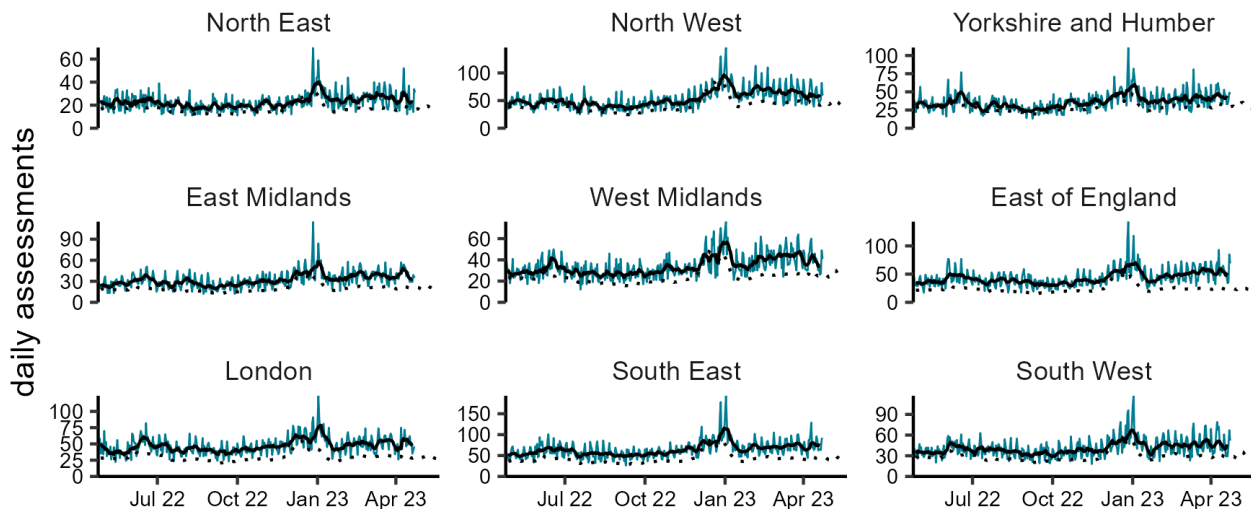 daily assessments
North East
60
40
20
0
North West
100
50
0
Yorkshire and Humber
100
75
50
25
0
East Midlands
90
60
30
0
West Midlands
60
40
20
0
East of England
100
50
0
London
100
75
50
25
0
South East
150
100
50
0
South West
90
60
30
0
Jul 22 Oct 22 Jan 23 Apr 23
Jul 22 Oct 22 Jan 23 Apr 23
Jul 22 Oct 22 Jan 23 Apr 23